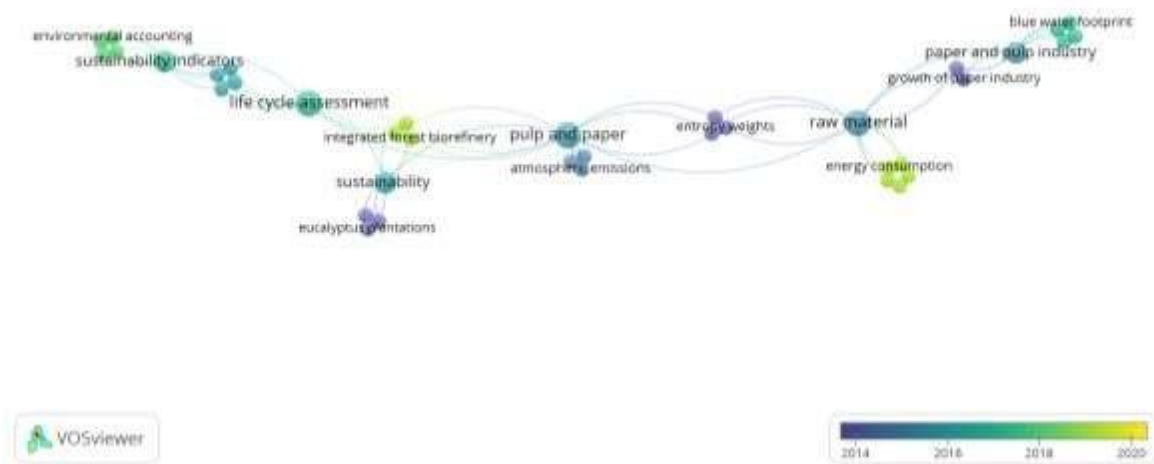 blue water footprint
environmental accounting
paper and pulp industry
sustainability indicators
growth of paper industry
life cycle assessment
raw material
entropy weights
pulp and paper
integrated forest biorefinery
energy consumption
atmospheric emissions
sustainability
eucalyptus plantations
VOSviewer
2014 2016 2018 2020